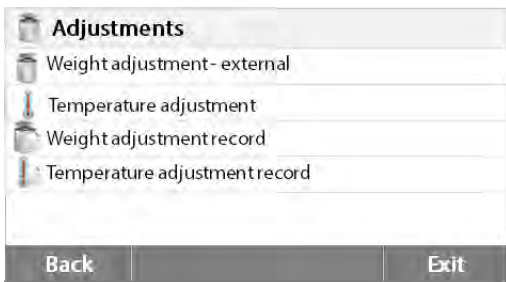 Adjustments
Weight adjustment - external
Temperature adjustment
Weight adjustment record
Temperature adjustment record
Back Exit